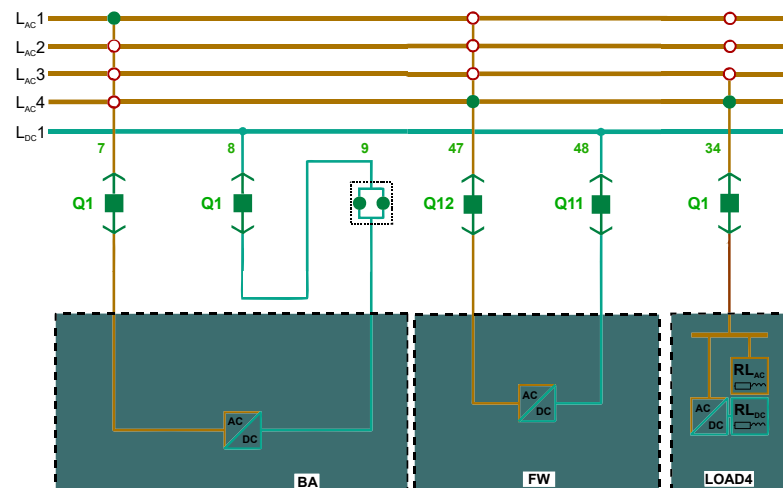 LAC1
LAC2
LAC3
LAC4
LDC1
7 8 9 47 48 34
Q1 Q1 Q12 Q11 Q1
RLAC
AC DC
AC DC
AC DC
RLDC
BA FW LOAD4